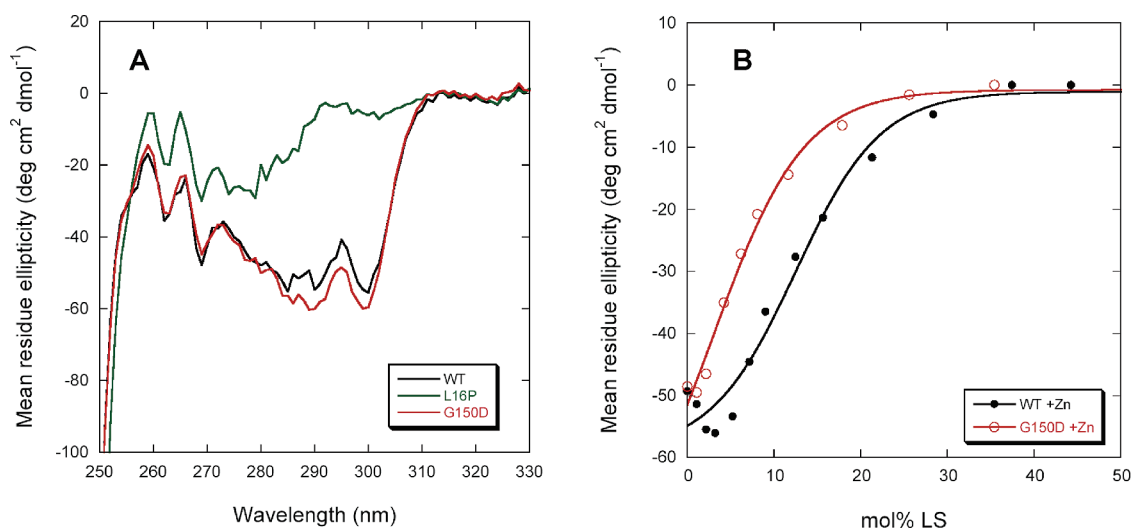 A
Mean residue ellipticity (deg cm² dmol⁻¹)
20
0
-20
-40
-60
-80
-100
250 260 270 280 290 300 310 320 330
Wavelength (nm)
WT
L16P
G150D
B
Mean residue ellipticity (deg cm² dmol⁻¹)
10
0
-10
-20
-30
-40
-50
-60
0 10 20 30 40 50
mol% LS
WT +Zn
G150D +Zn